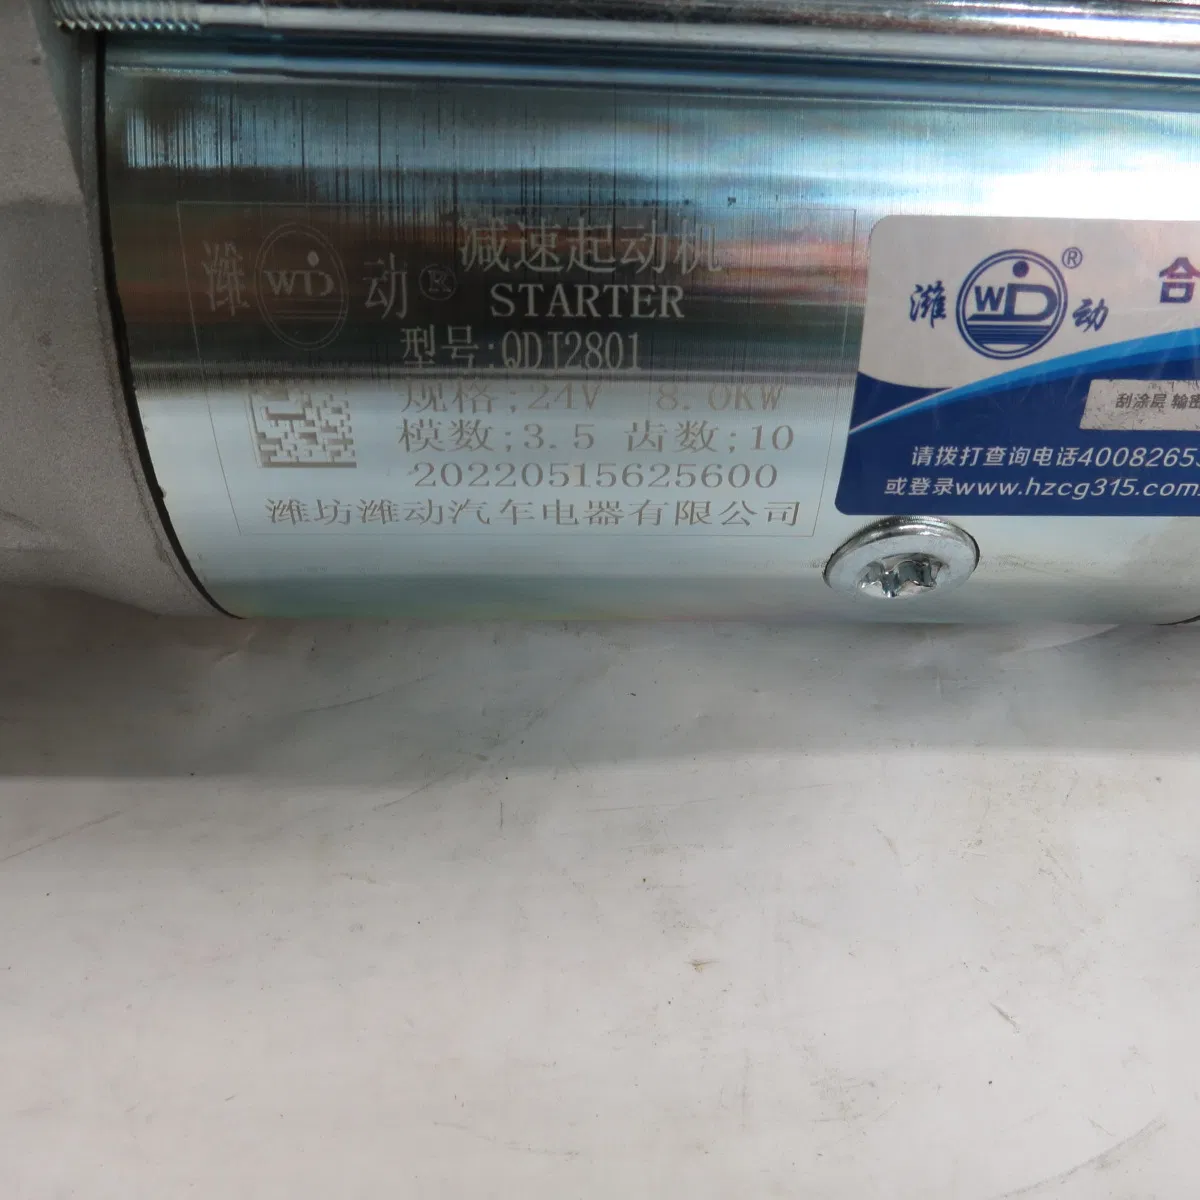 潍 WD 动 ®
减速起动机
STARTER
型号:QDJ2801
规格:24V 8.0KW
模数:3.5 齿数:10
20220515625600
潍坊潍动汽车电器有限公司
潍 WD 动 ®
合
刮涂层 输密
请拨打查询电话4008265
或登录www.hzcg315.com